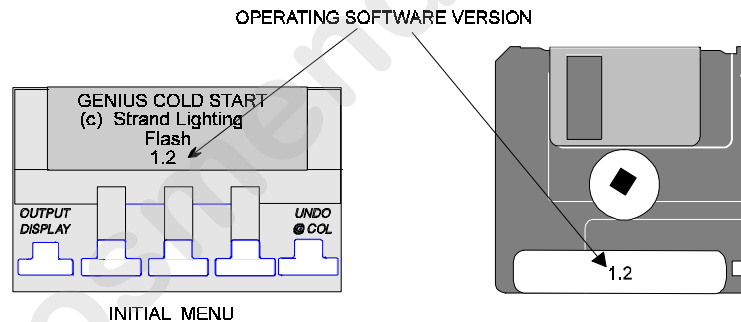 OPERATING SOFTWARE VERSION
GENIUS COLD START
(c) Strand Lighting
Flash
1.2
OUTPUT
DISPLAY
UNDO
@ COL
1.2
INITIAL MENU